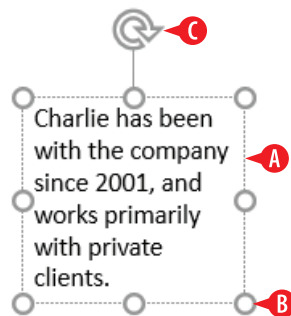 C
Charlie has been
with the company
since 2001, and
works primarily
with private
clients.
A
B